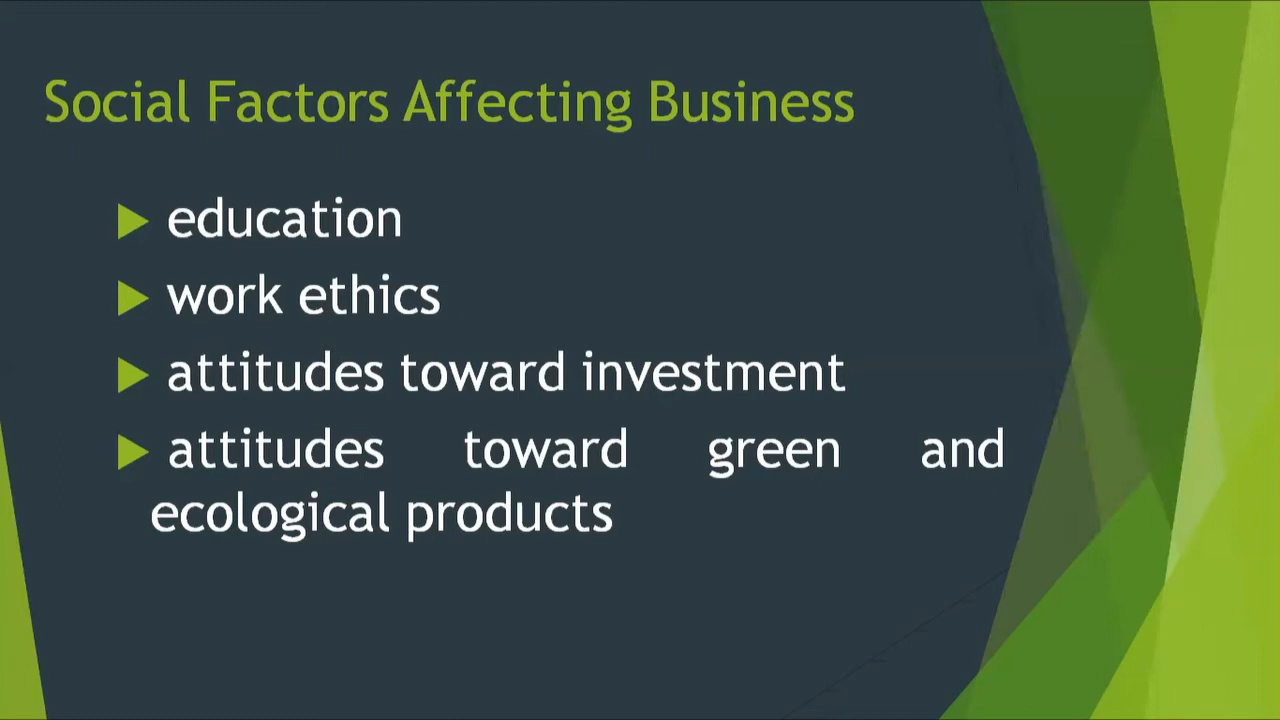 Social Factors Affecting Business
education
work ethics
attitudes toward investment
attitudes toward green and
ecological products